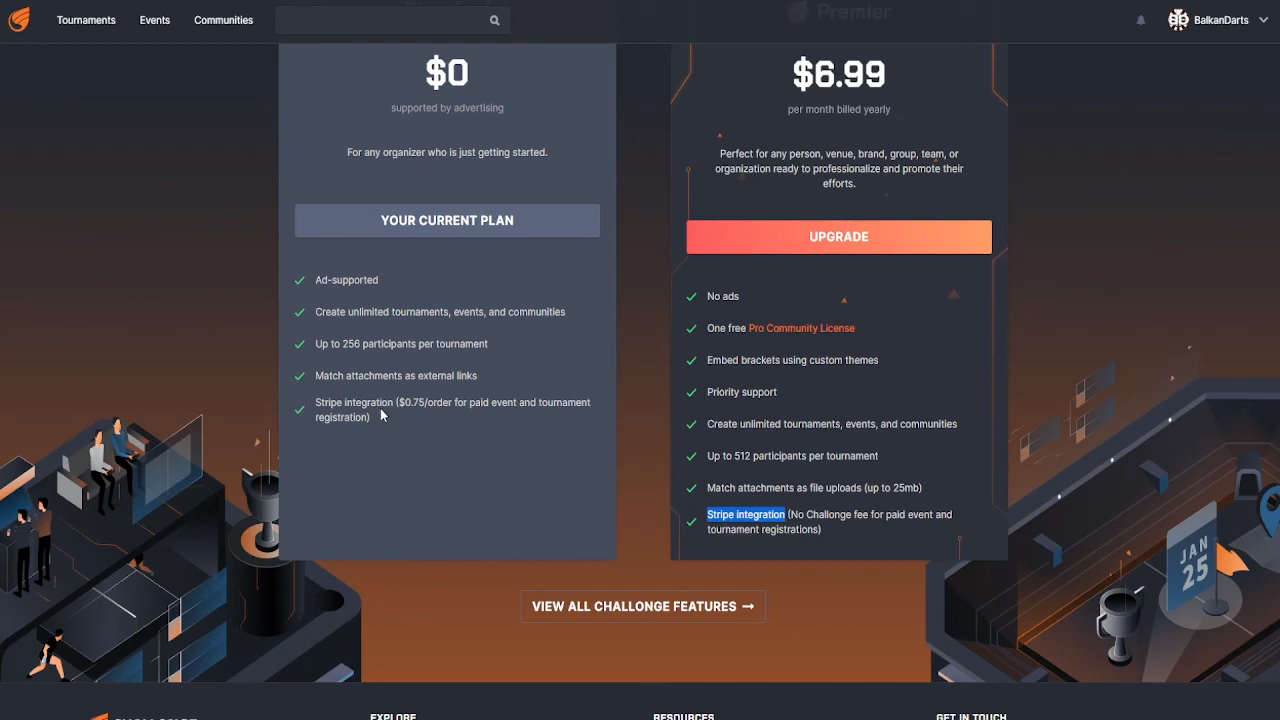 Tournaments
Events
Communities
BalkanDarts
Premier
$0
supported by advertising
For any organizer who is just getting started.
YOUR CURRENT PLAN
Ad-supported
Create unlimited tournaments, events, and communities
Up to 256 participants per tournament
Match attachments as external links
Stripe integration ($0.75/order for paid event and tournament
registration)
$6.99
per month billed yearly
Perfect for any person, venue, brand, group, team, or
organization ready to professionalize and promote their
efforts.
UPGRADE
No ads
One free Pro Community License
Embed brackets using custom themes
Priority support
Create unlimited tournaments, events, and communities
Up to 512 participants per tournament
Match attachments as file uploads (up to 25mb)
Stripe integration (No Challonge fee for paid event and
tournament registrations)
JAN
25
VIEW ALL CHALLONGE FEATURES →
EXPLORE
RESOURCES
GET IN TOUCH